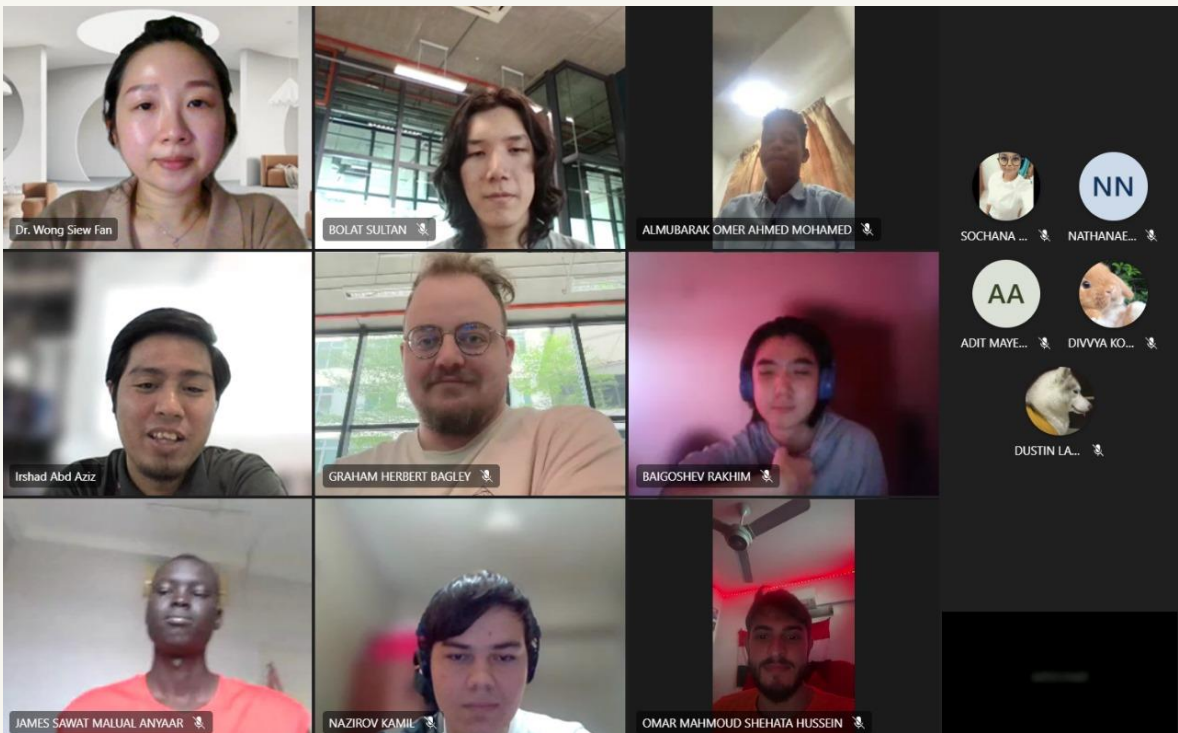 Dr. Wong Siew Fan
BOLAT SULTAN
ALMUBARAK OMER AHMED MOHAMED
Irshad Abd Aziz
GRAHAM HERBERT BAGLEY
BAIGOSHEV RAKHIM
JAMES SAWAT MALUAL ANYAAR
NAZIROV KAMIL
OMAR MAHMOUD SHEHATA HUSSEIN
SOCHANA ...
NN
NATHANAE...
AA
ADIT MAYE...
DIVVYA KO...
DUSTIN LA...